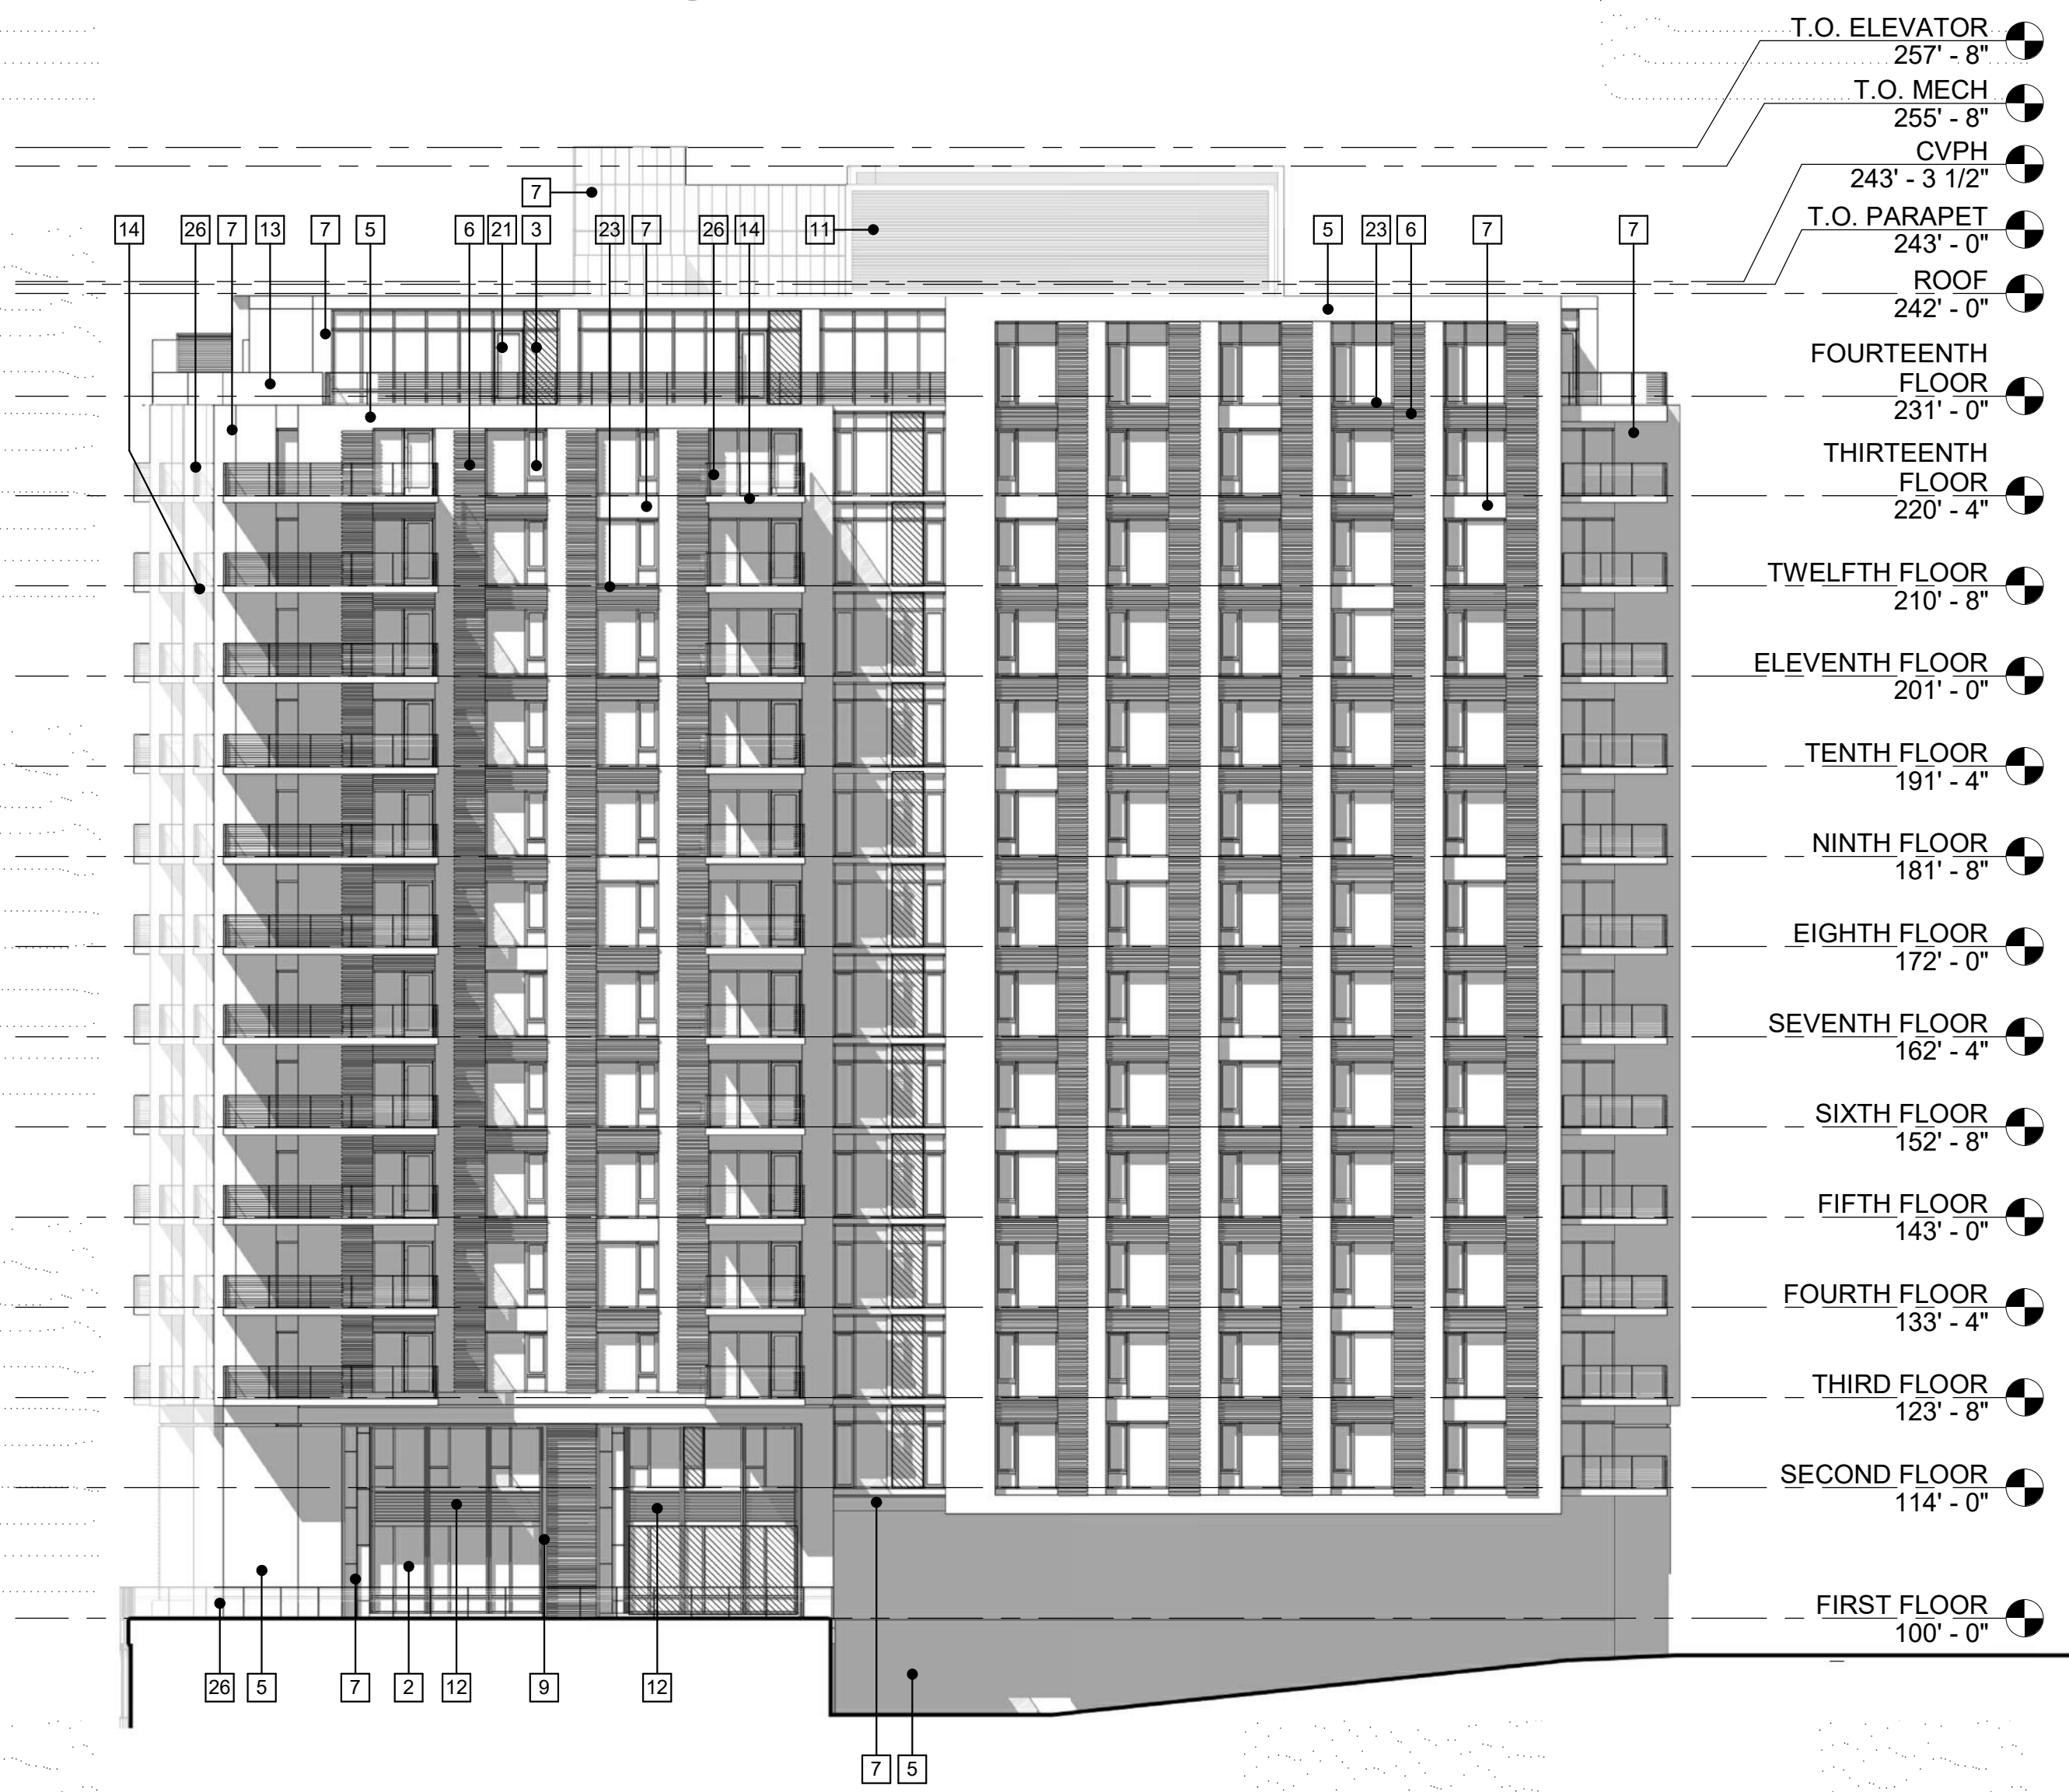 T.O. ELEVATOR
257' - 8"
T.O. MECH
255' - 8"
CVPH
243' - 3 1/2"
T.O. PARAPET
243' - 0"
ROOF
242' - 0"
FOURTEENTH
FLOOR
231' - 0"
THIRTEENTH
FLOOR
220' - 4"
TWELFTH FLOOR
210' - 8"
ELEVENTH FLOOR
201' - 0"
TENTH FLOOR
191' - 4"
NINTH FLOOR
181' - 8"
EIGHTH FLOOR
172' - 0"
SEVENTH FLOOR
162' - 4"
SIXTH FLOOR
152' - 8"
FIFTH FLOOR
143' - 0"
FOURTH FLOOR
133' - 4"
THIRD FLOOR
123' - 8"
SECOND FLOOR
114' - 0"
FIRST FLOOR
100' - 0"
7
14 26 7 13 7 5 6 21 3 23 7 26 14 11 5 23 6 7 7
26 5 7 2 12 9 12
7 5